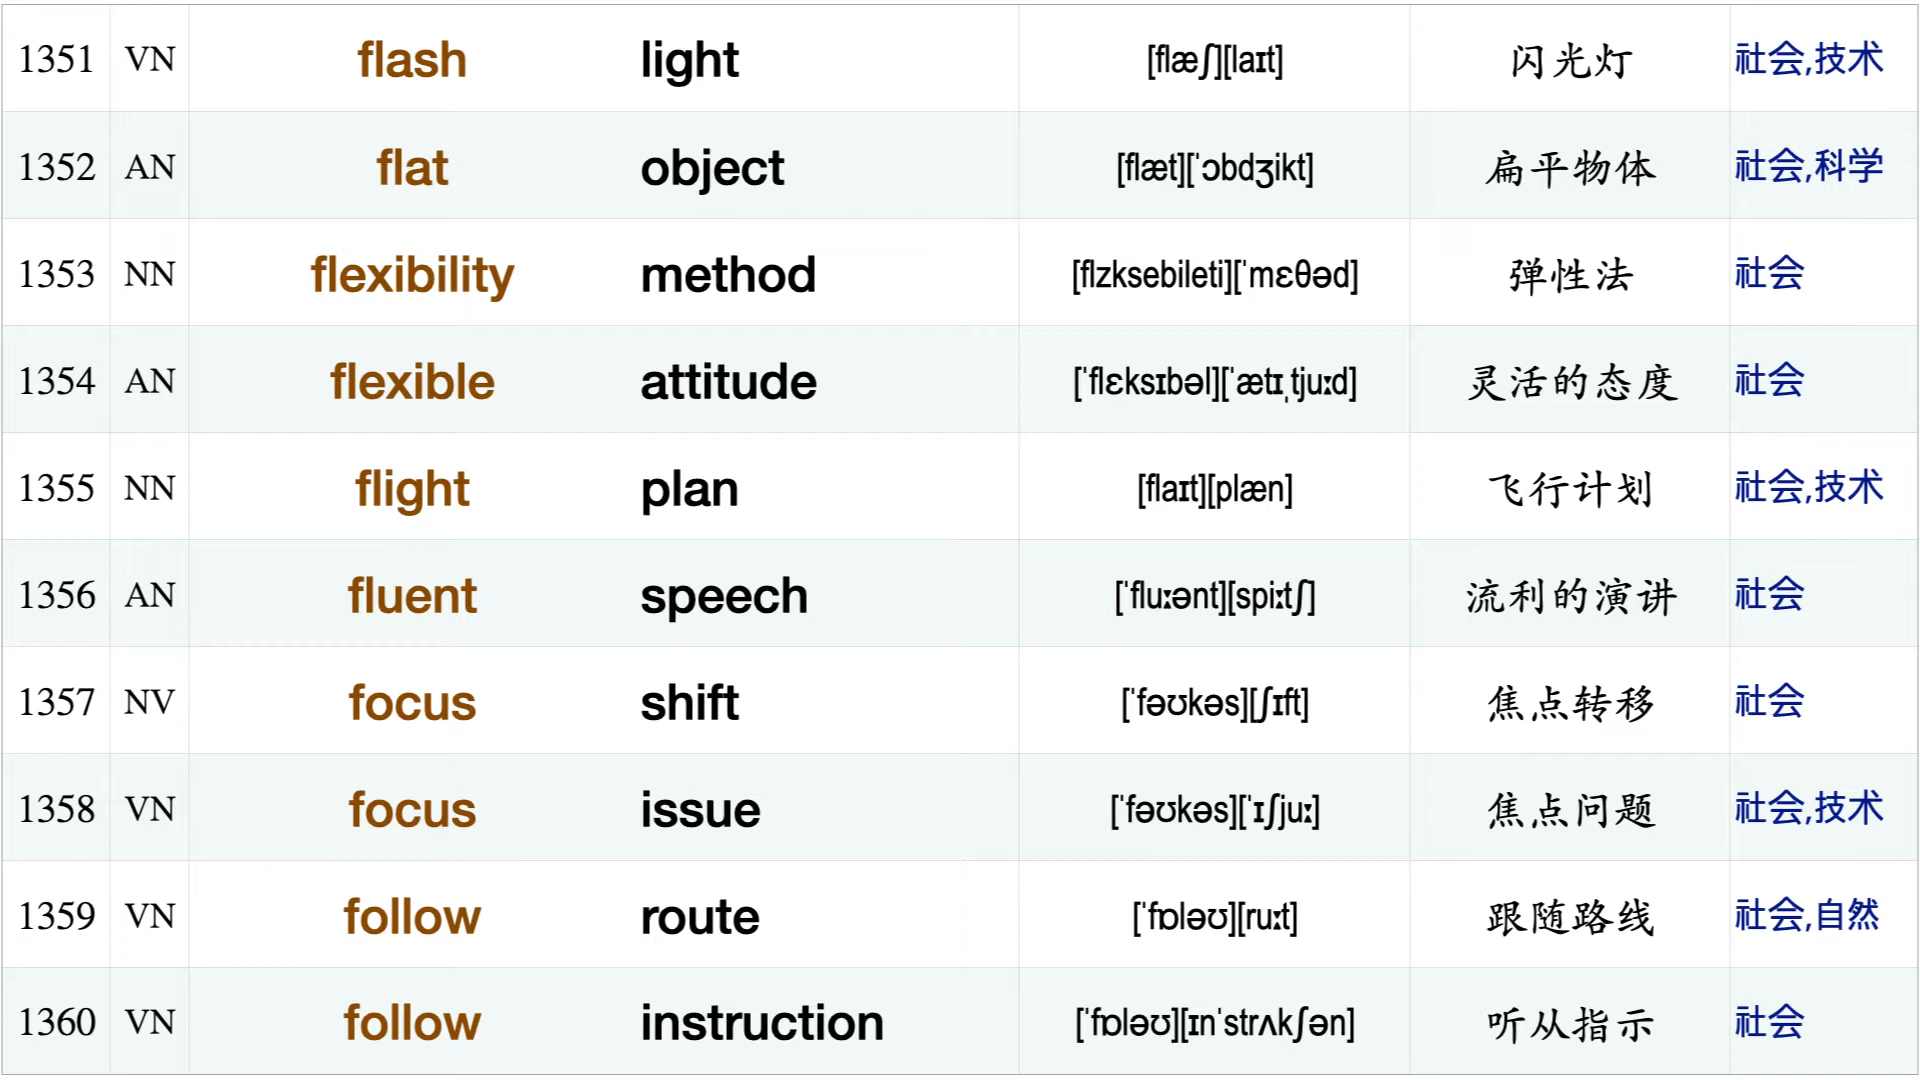 1351 VN flash light [flæʃ][laɪt] 闪光灯 社会,技术
1352 AN flat object [flæt][ˈɔbdʒikt] 扁平物体 社会,科学
1353 NN flexibility method [flzksebileti][ˈmɛθəd] 弹性法 社会
1354 AN flexible attitude [ˈflɛksɪbəl][ˈætɪˌtjuːd] 灵活的态度 社会
1355 NN flight plan [flaɪt][plæn] 飞行计划 社会,技术
1356 AN fluent speech [ˈfluːənt][spiːtʃ] 流利的演讲 社会
1357 NV focus shift [ˈfəʊkəs][ʃɪft] 焦点转移 社会
1358 VN focus issue [ˈfəʊkəs][ˈɪʃjuː] 焦点问题 社会,技术
1359 VN follow route [ˈfɒləʊ][ruːt] 跟随路线 社会,自然
1360 VN follow instruction [ˈfɒləʊ][ɪnˈstrʌkʃən] 听从指示 社会